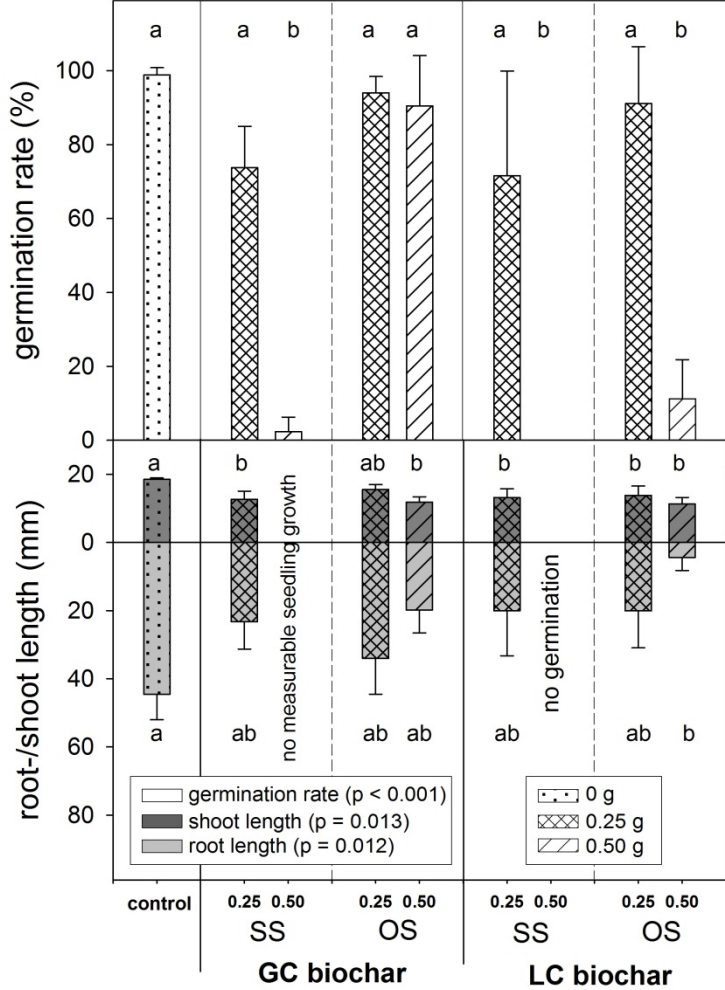 a a b a a a b a b
germination rate (%)
100
80
60
40
20
0
a b ab b b b b
root-/shoot length (mm)
20
0
20
40
60
80
no measurable seedling growth
no germination
a ab ab ab ab ab b
germination rate (p < 0.001)
shoot length (p = 0.013)
root length (p = 0.012)
0 g
0.25 g
0.50 g
control 0.25 0.50 0.25 0.50 0.25 0.50 0.25 0.50
SS OS SS OS
GC biochar LC biochar